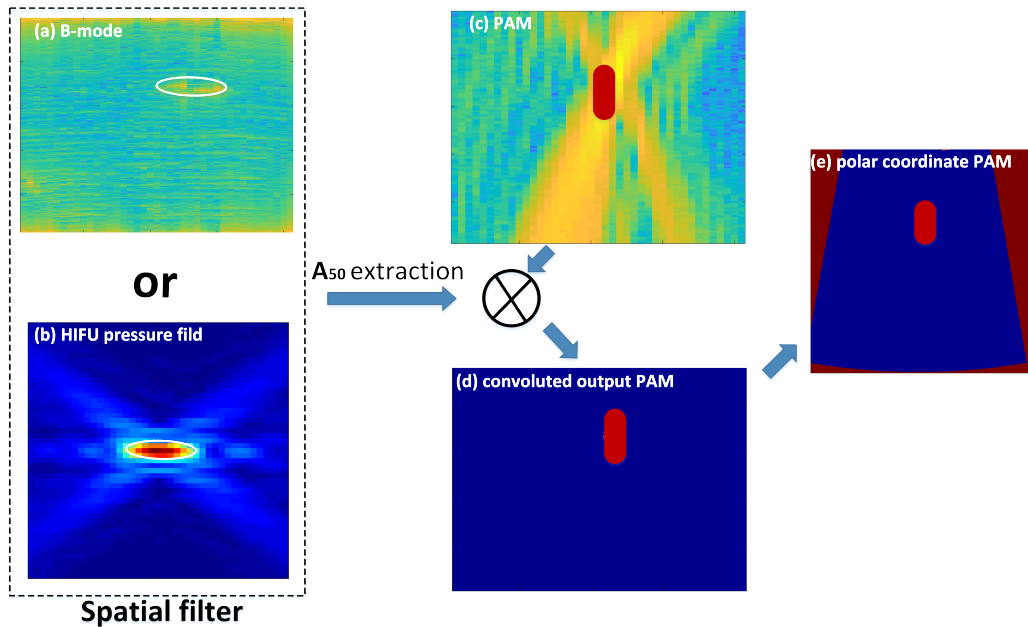 (a) B-mode
or
(b) HIFU pressure fild
Spatial filter
A50 extraction
(c) PAM
(d) convoluted output PAM
(e) polar coordinate PAM